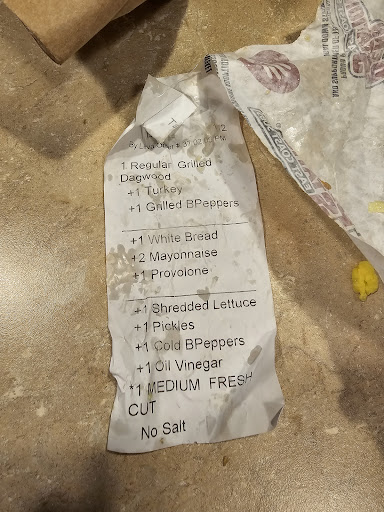 1 Regular Grilled
Dagwood
+1 Turkey
+1 Grilled BPeppers
+1 White Bread
+2 Mayonnaise
+1 Provolone
+1 Shredded Lettuce
+1 Pickles
+1 Cold BPeppers
+1 Oil Vinegar
*1 MEDIUM FRESH
CUT
No Salt